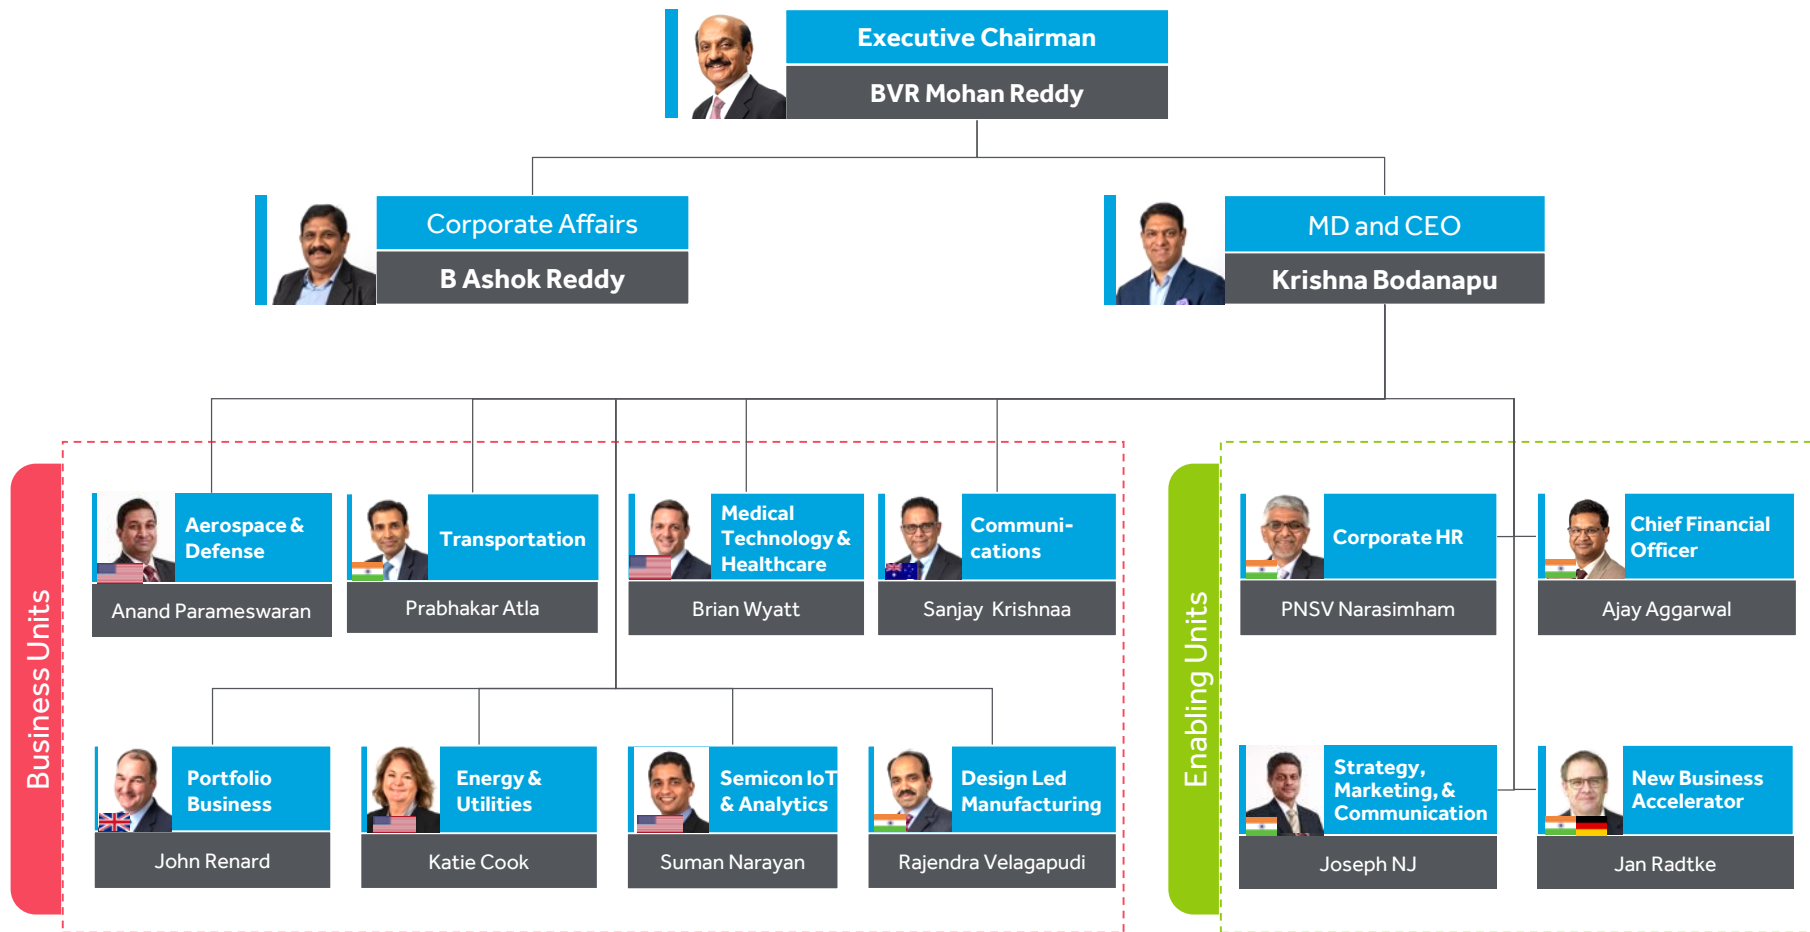 Executive Chairman
BVR Mohan Reddy
Corporate Affairs
B Ashok Reddy
MD and CEO
Krishna Bodanapu
Business Units
Aerospace &
Defense
Anand Parameswaran
Transportation
Prabhakar Atla
Medical
Technology &
Healthcare
Brian Wyatt
Communi-
cations
Sanjay Krishnaa
Portfolio
Business
John Renard
Energy &
Utilities
Katie Cook
Semicon IoT
& Analytics
Suman Narayan
Design Led
Manufacturing
Rajendra Velagapudi
Enabling Units
Corporate HR
PNSV Narasimham
Chief Financial
Officer
Ajay Aggarwal
Strategy,
Marketing, &
Communication
Joseph NJ
New Business
Accelerator
Jan Radtke